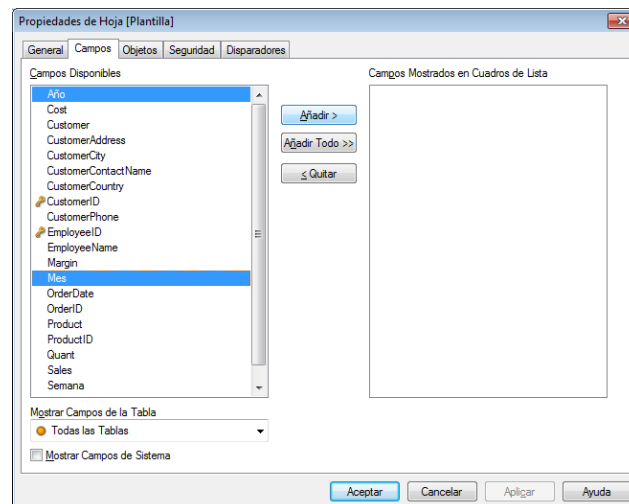 Propiedades de Hoja [Plantilla]
General Campos Objetos Seguridad Disparadores
Campos Disponibles
Campos Mostrados en Cuadros de Lista
Año
Cost
Customer
CustomerAddress
CustomerCity
CustomerContactName
CustomerCountry
CustomerID
CustomerPhone
EmployeeID
EmployeeName
Margin
Mes
OrderDate
OrderID
Product
ProductID
Quant
Sales
Semana
Añadir >
Añadir Todo >>
< Quitar
Mostrar Campos de la Tabla
Todas las Tablas
Mostrar Campos de Sistema
Aceptar Cancelar Aplicar Ayuda